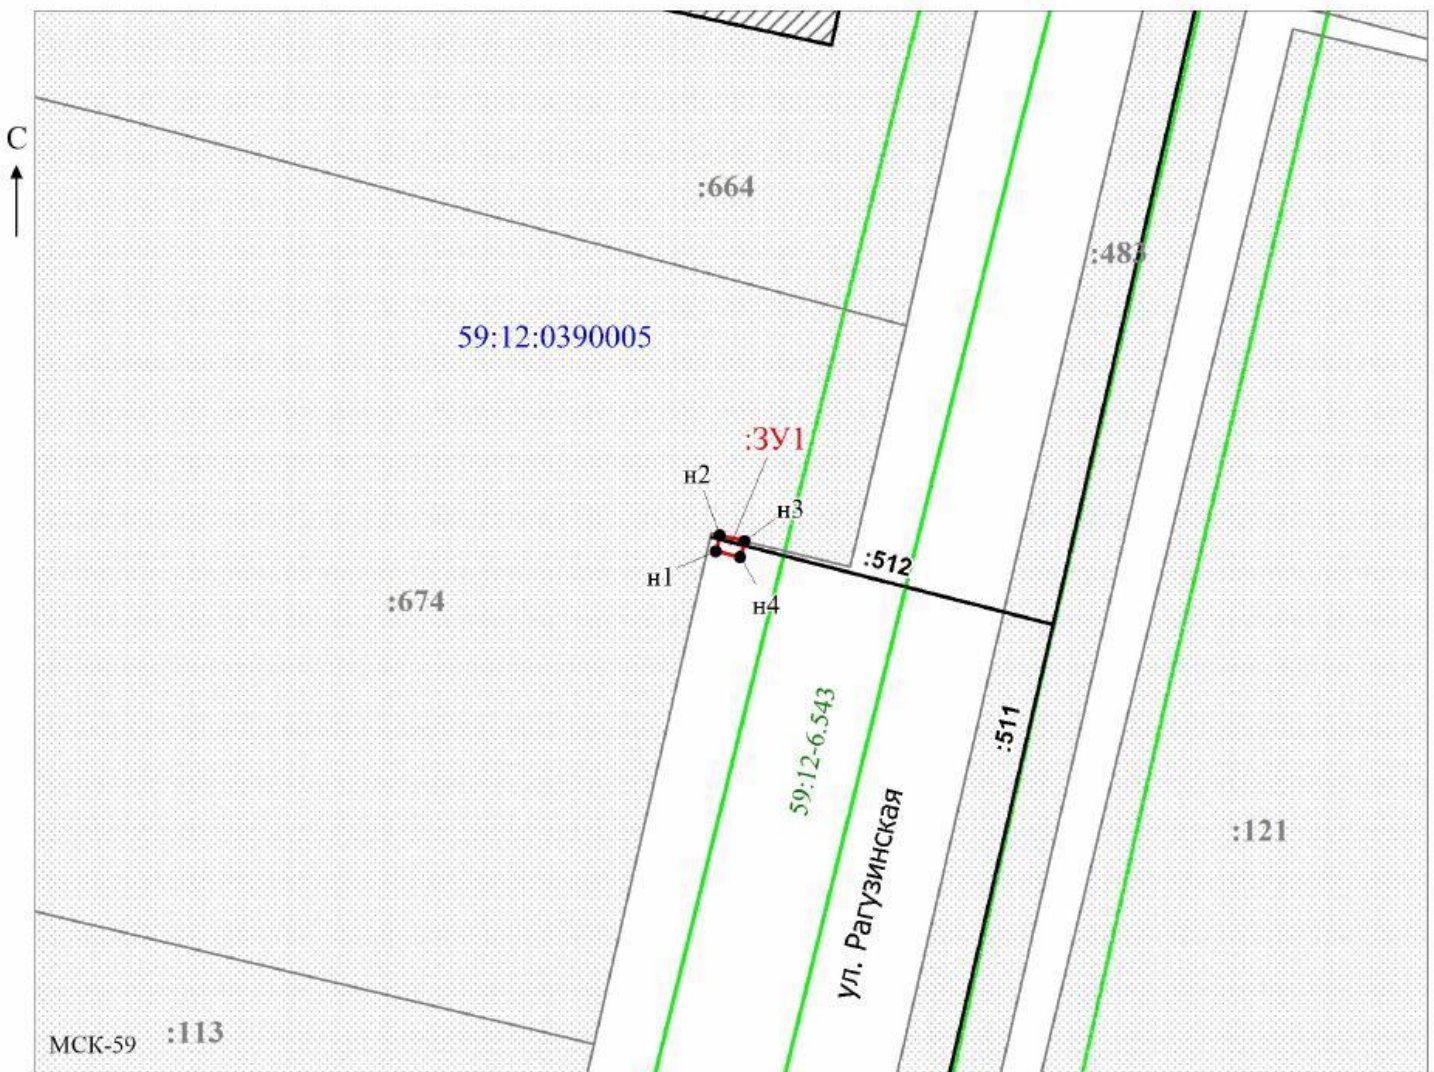 С
:664
:483
59:12:0390005
:ЗУ1
н2
н3
:512
н1
:674
н4
59:12-6.543
:511
ул. Рагузинская
:121
:113
МСК-59